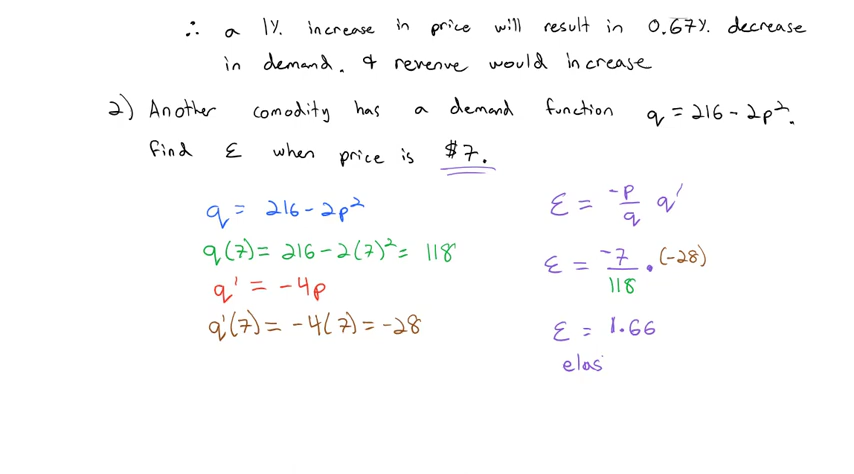 ∴ a 1% increase in price will result in 0.67% decrease
in demand. & revenue would increase
2) Another comodity has a demand function q = 216 - 2p².
find ε when price is $7.
q = 216 - 2p²
q(7) = 216 - 2(7)² = 118
q' = -4p
q'(7) = -4(7) = -28
ε = -p/q q'
ε = -7/118 • (-28)
ε = 1.66
elas